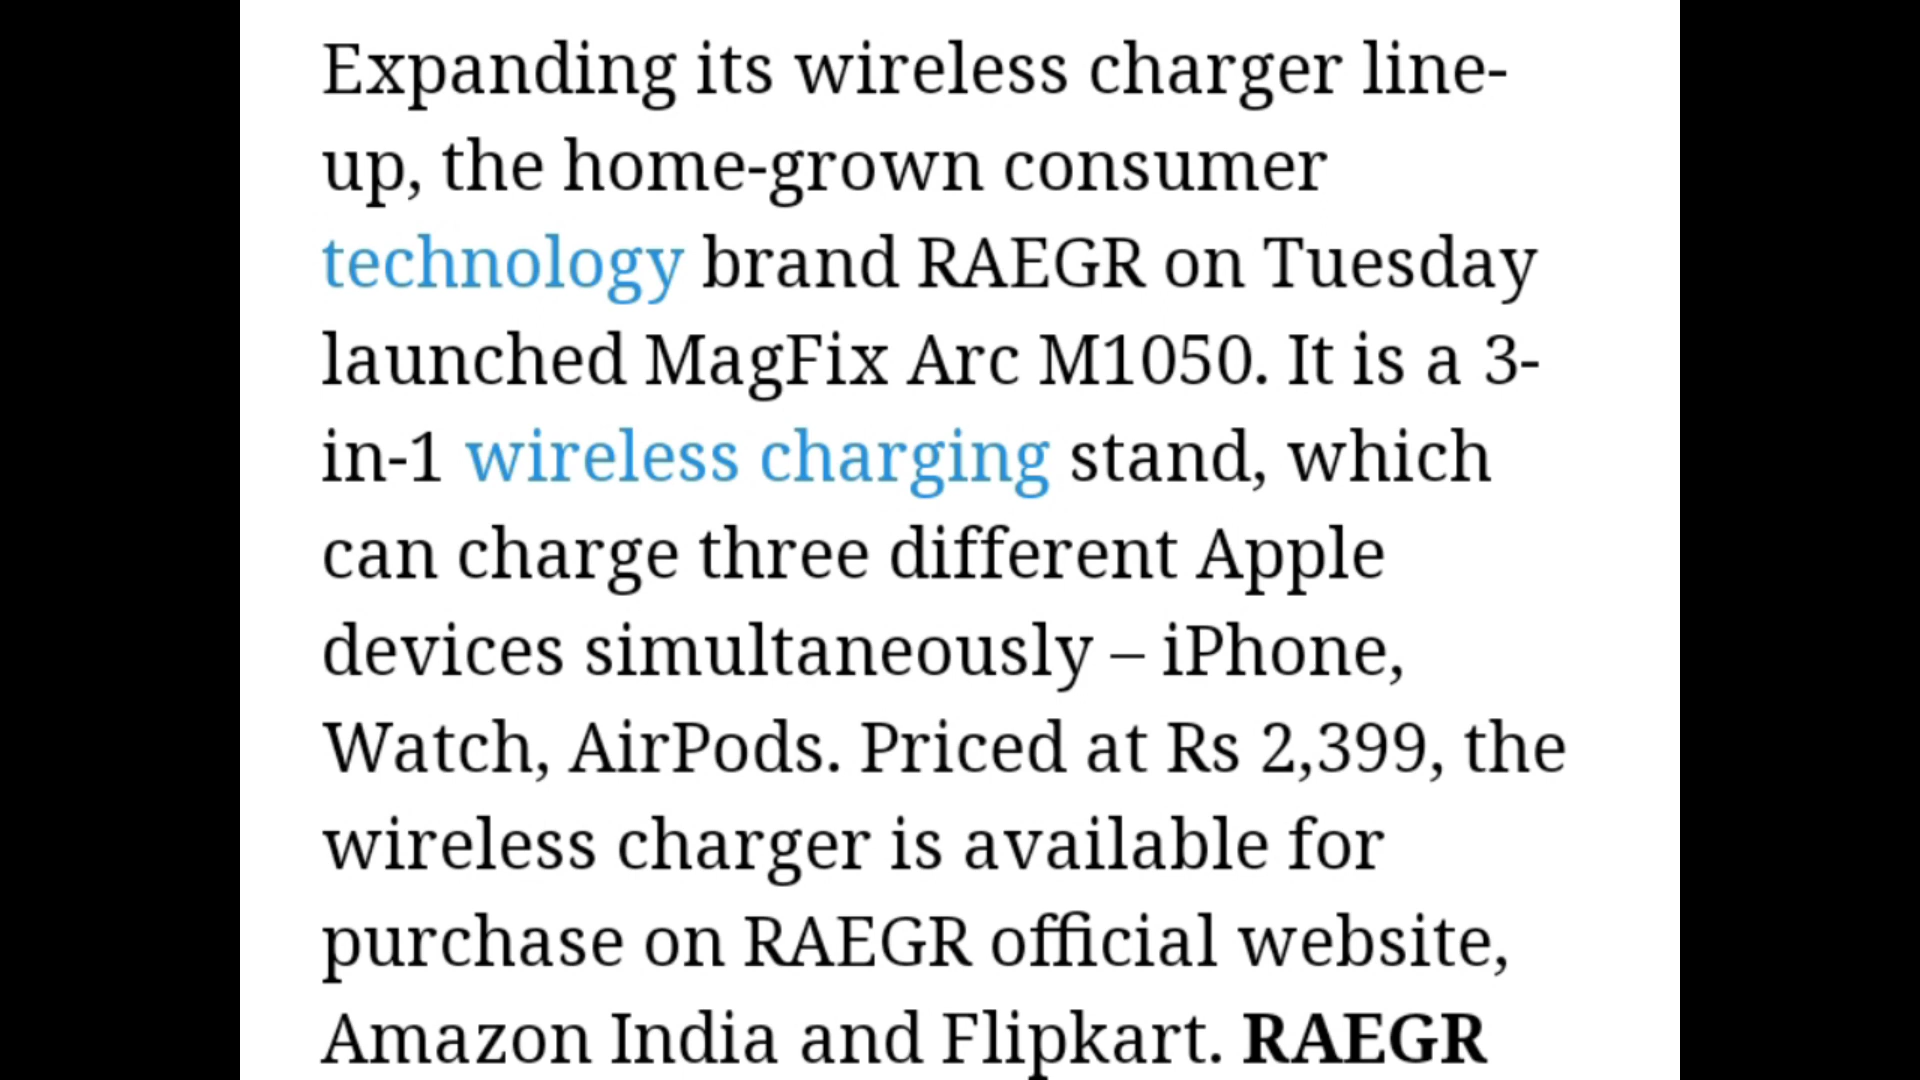 Expanding its wireless charger line-
up, the home-grown consumer
technology brand RAEGR on Tuesday
launched MagFix Arc M1050. It is a 3-
in-1 wireless charging stand, which
can charge three different Apple
devices simultaneously – iPhone,
Watch, AirPods. Priced at Rs 2,399, the
wireless charger is available for
purchase on RAEGR official website,
Amazon India and Flipkart. RAEGR